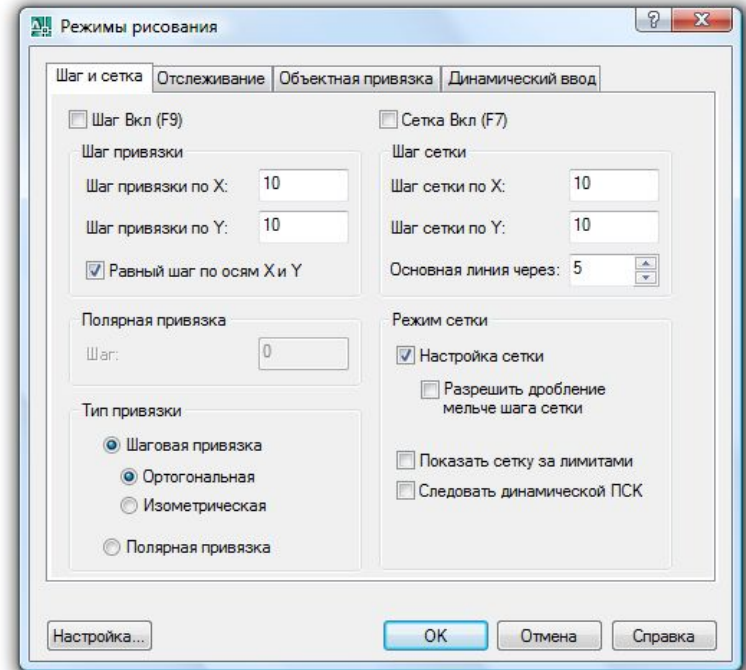 Режимы рисования
Шаг и сетка
Отслеживание
Объектная привязка
Динамический ввод
Шаг Вкл (F9)
Шаг привязки
Шаг привязки по X: 10
Шаг привязки по Y: 10
Равный шаг по осям X и Y
Полярная привязка
Шаг: 0
Тип привязки
Шаговая привязка
Ортогональная
Изометрическая
Полярная привязка
Сетка Вкл (F7)
Шаг сетки
Шаг сетки по X: 10
Шаг сетки по Y: 10
Основная линия через: 5
Режим сетки
Настройка сетки
Разрешить дробление
мельче шага сетки
Показать сетку за лимитами
Следовать динамической ПСК
Настройка...
OK
Отмена
Справка